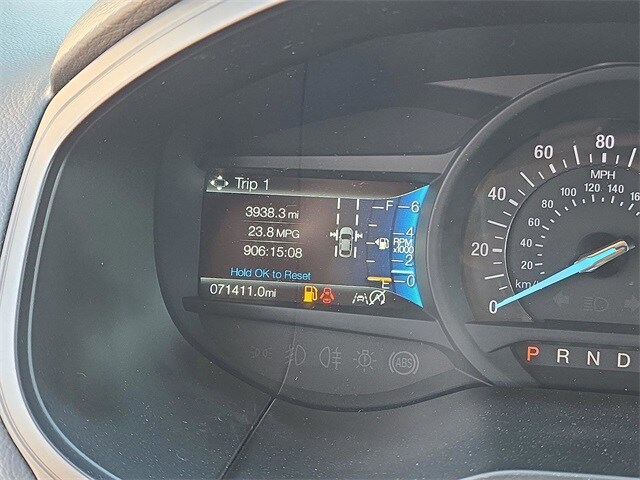 Trip 1
3938.3 mi
23.8 MPG
906:15:08
Hold OK to Reset
071411.0mi
F
E
6
4
2
0
RPM
x1000
0
20
40
60
80
MPH
20
40
60
80
100
120
140
km/h
P R N D
ABS